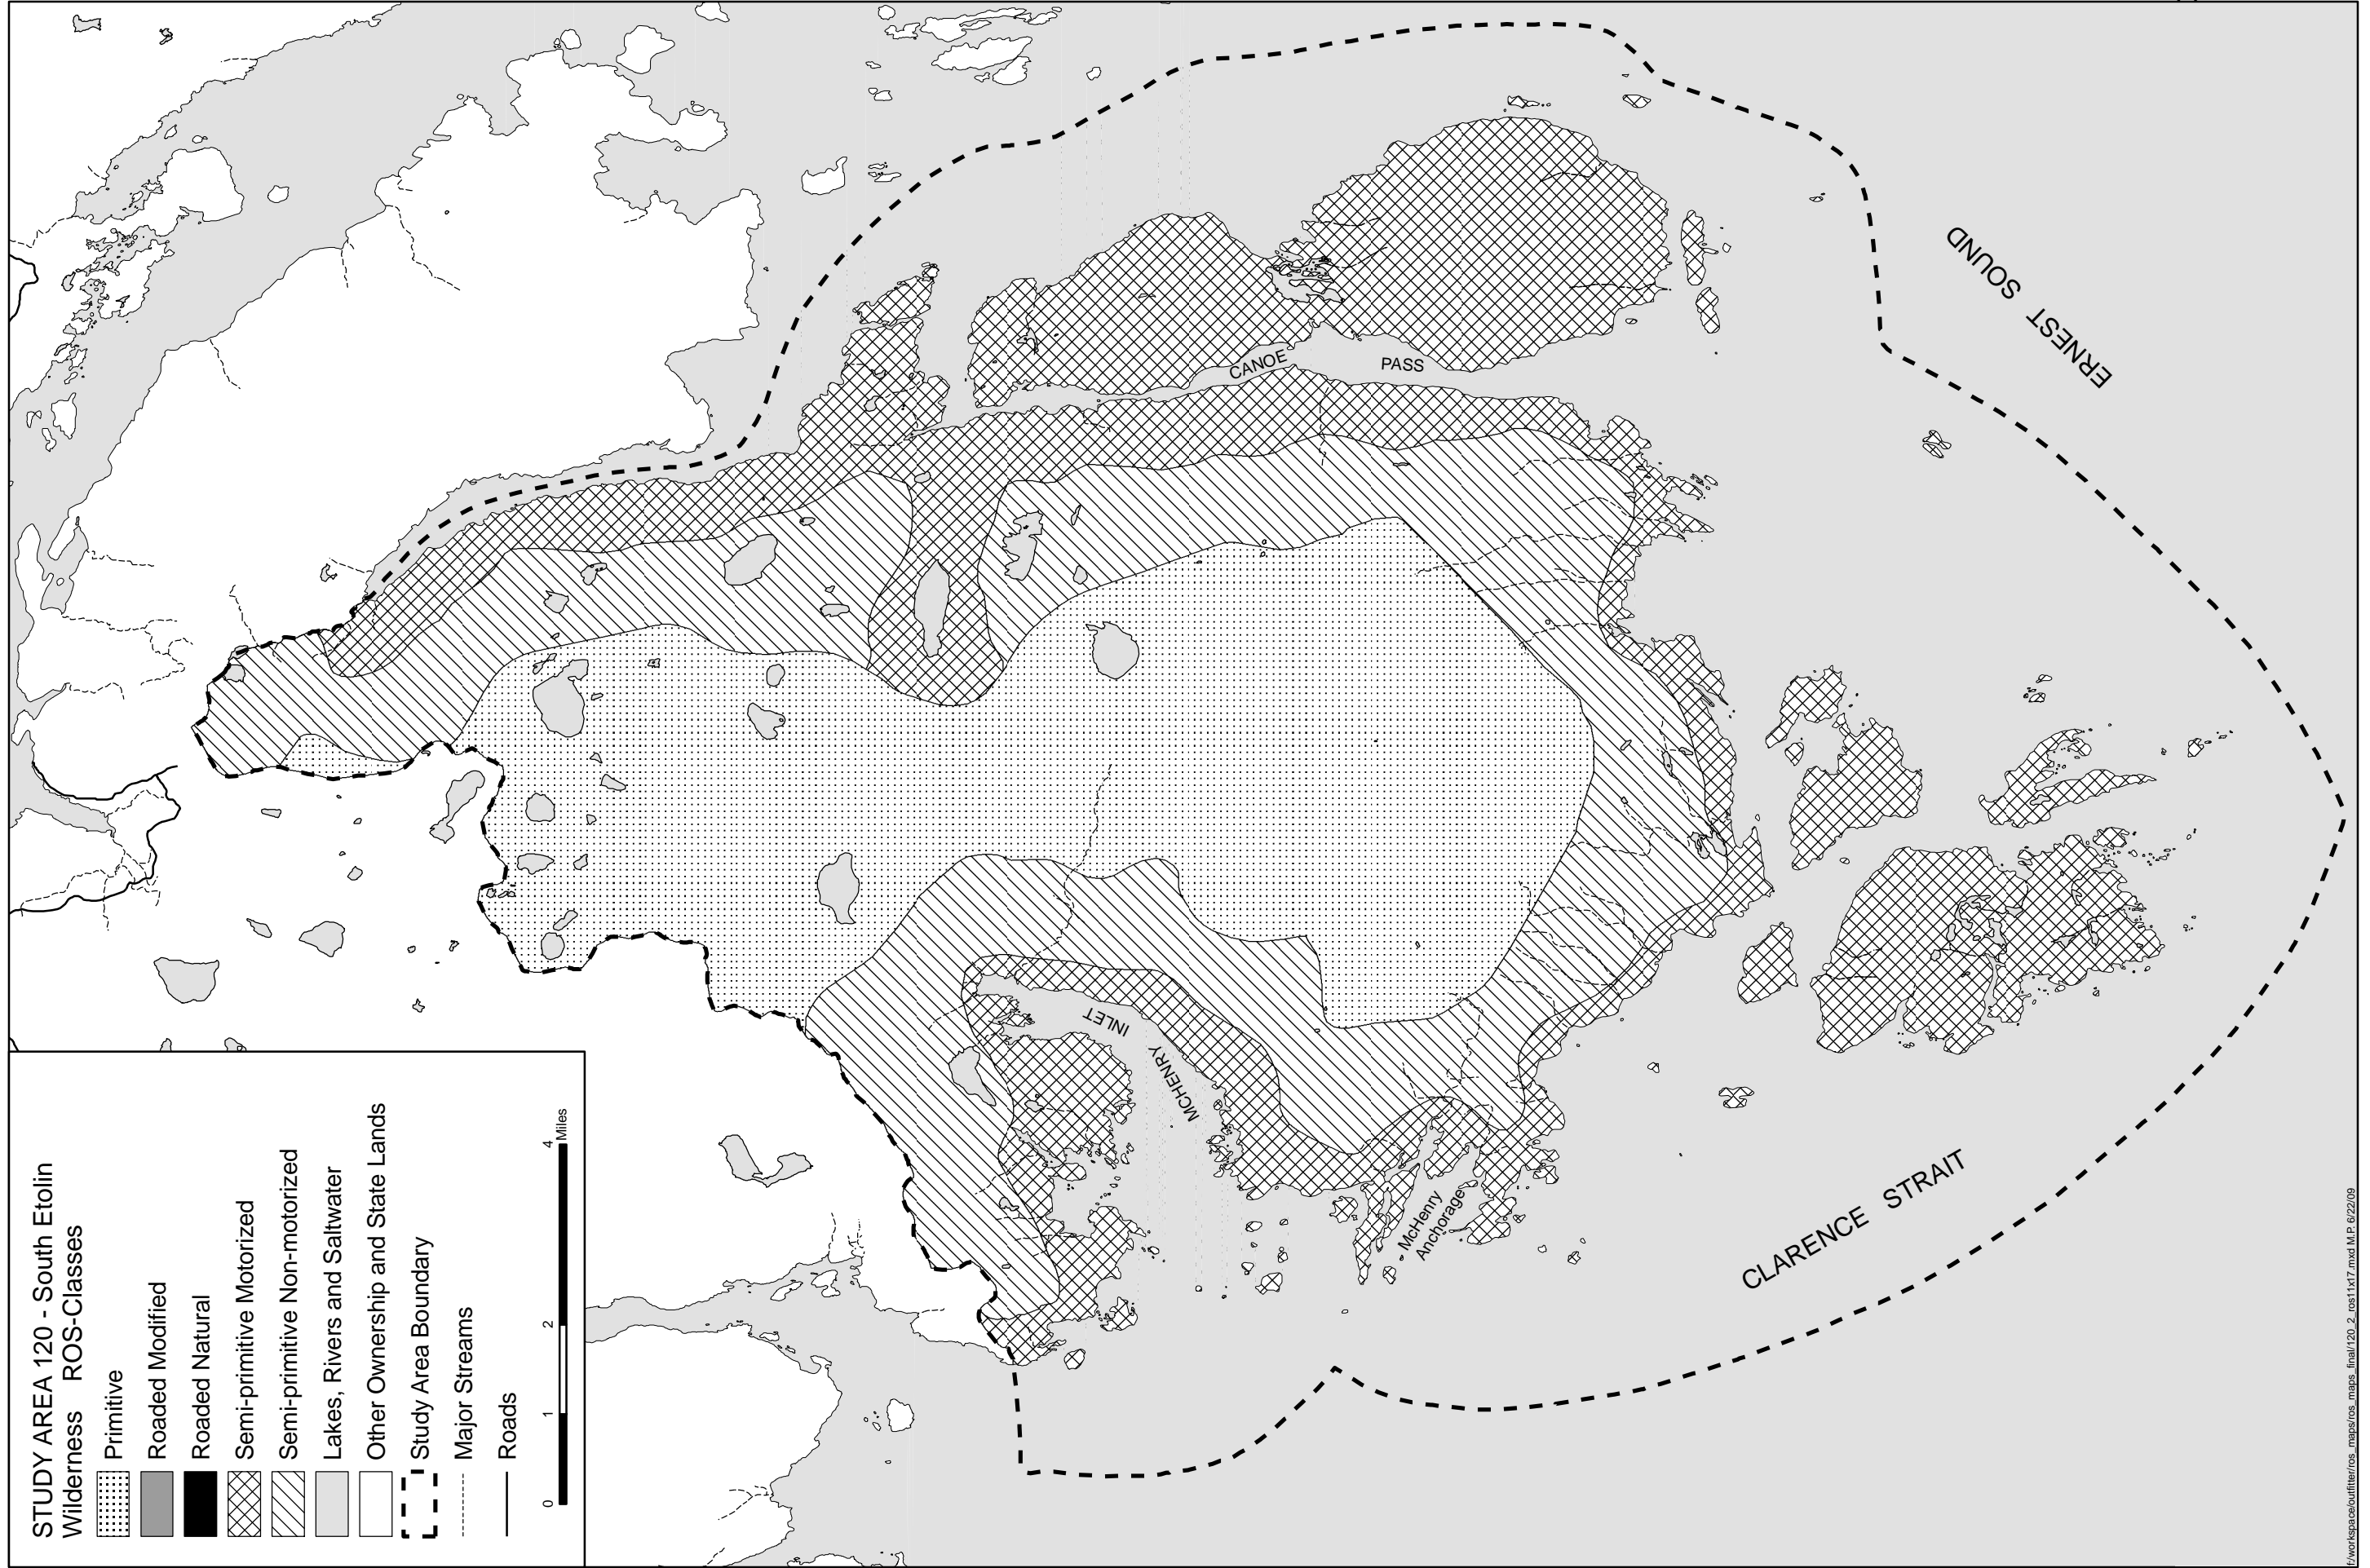 STUDY AREA 120 - South Etolin
Wilderness ROS-Classes
Primitive
Roaded Modified
Roaded Natural
Semi-primitive Motorized
Semi-primitive Non-motorized
Lakes, Rivers and Saltwater
Other Ownership and State Lands
Study Area Boundary
Major Streams
Roads
0 1 2 4
Miles
CANOE
PASS
ERNEST SOUND
INLET
MCHENRY
McHenry
Anchorage
CLARENCE STRAIT
f:/workspace/outfitter/ros_maps/ros_maps_final/120_2_ros11x17.mxd M.P. 6/22/09